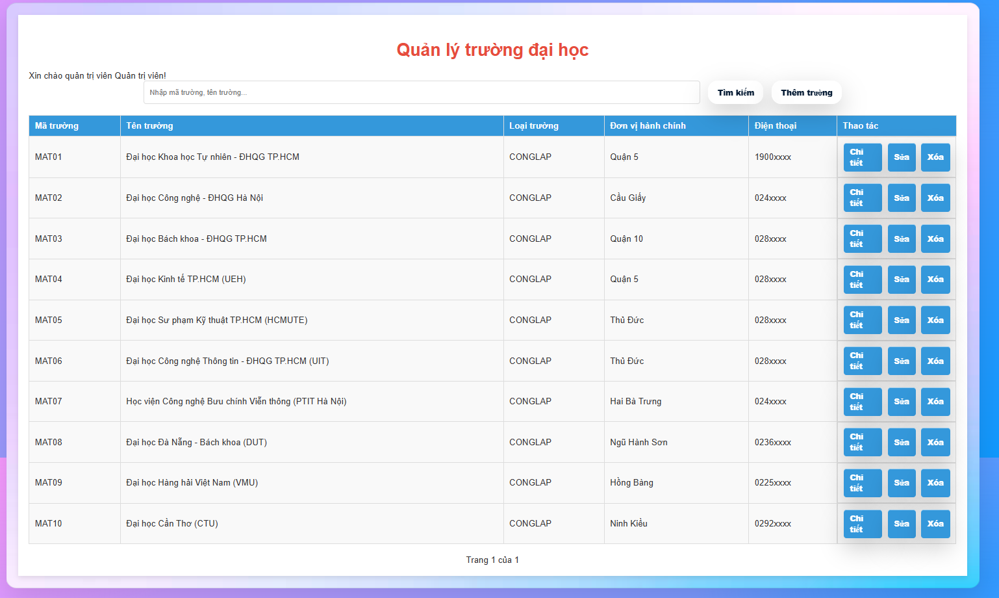 Quản lý trường đại học
Xin chào quản trị viên Quản trị viên!
Nhập mã trường, tên trường...
Tìm kiếm
Thêm trường
Mã trường Tên trường Loại trường Đơn vị hành chính Điện thoại Thao tác
MAT01 Đại học Khoa học Tự nhiên - ĐHQG TP.HCM CONGLAP Quận 5 1900xxxx Chi tiết Sửa Xóa
MAT02 Đại học Công nghệ - ĐHQG Hà Nội CONGLAP Cầu Giấy 024xxxx Chi tiết Sửa Xóa
MAT03 Đại học Bách khoa - ĐHQG TP.HCM CONGLAP Quận 10 028xxxx Chi tiết Sửa Xóa
MAT04 Đại học Kinh tế TP.HCM (UEH) CONGLAP Quận 5 028xxxx Chi tiết Sửa Xóa
MAT05 Đại học Sư phạm Kỹ thuật TP.HCM (HCMUTE) CONGLAP Thủ Đức 028xxxx Chi tiết Sửa Xóa
MAT06 Đại học Công nghệ Thông tin - ĐHQG TP.HCM (UIT) CONGLAP Thủ Đức 028xxxx Chi tiết Sửa Xóa
MAT07 Học viện Công nghệ Bưu chính Viễn thông (PTIT Hà Nội) CONGLAP Hai Bà Trưng 024xxxx Chi tiết Sửa Xóa
MAT08 Đại học Đà Nẵng - Bách khoa (DUT) CONGLAP Ngũ Hành Sơn 0236xxxx Chi tiết Sửa Xóa
MAT09 Đại học Hàng hải Việt Nam (VMU) CONGLAP Hồng Bàng 0225xxxx Chi tiết Sửa Xóa
MAT10 Đại học Cần Thơ (CTU) CONGLAP Ninh Kiều 0292xxxx Chi tiết Sửa Xóa
Trang 1 của 1